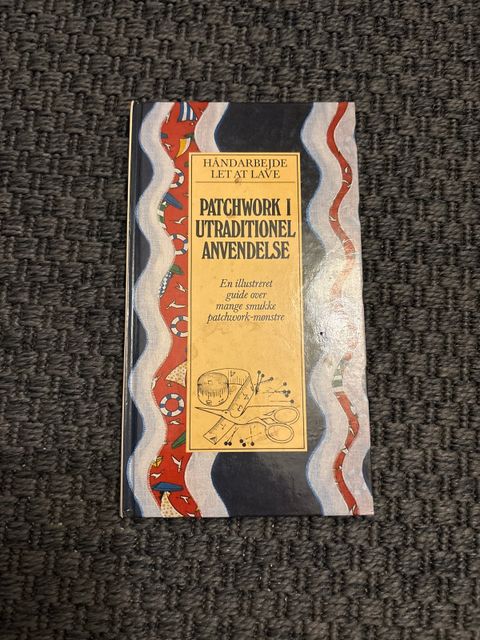 HÅNDARBEJDE
LET AT LAVE
PATCHWORK I
UTRADITIONEL
ANVENDELSE
En illustreret
guide over
mange smukke
patchwork-mønstre